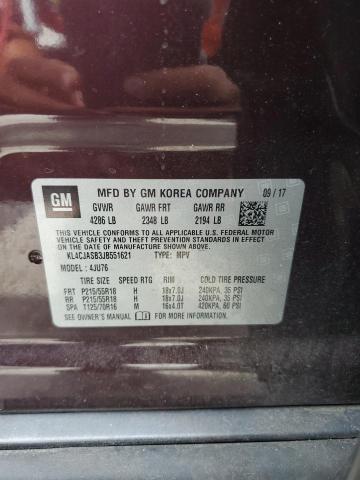 GM
MFD BY GM KOREA COMPANY 09/17
GVWR GAWR FRT GAWR RR
4286 LB 2348 LB 2194 LB
THIS VEHICLE CONFORMS TO ALL APPLICABLE U.S. FEDERAL
MOTOR VEHICLE SAFETY, BUMPER, AND THEFT PREVENTION
STANDARDS IN EFFECT ON THE DATE OF MANUFACTURE SHOWN ABOVE.
KL4CJASB3JB551621 TYPE: MPV
MODEL: 4JU76
TIRE SIZE SPEED RTG RIM COLD TIRE PRESSURE
FRT P215/55R18 H 18x7.0J 240KPA, 35 PSI
RR P215/55R18 H 18x7.0J 240KPA, 35 PSI
SPA T125/70R16 M 16x4.0T 420KPA, 60 PSI
SEE OWNER'S MANUAL FOR MORE INFORMATION.